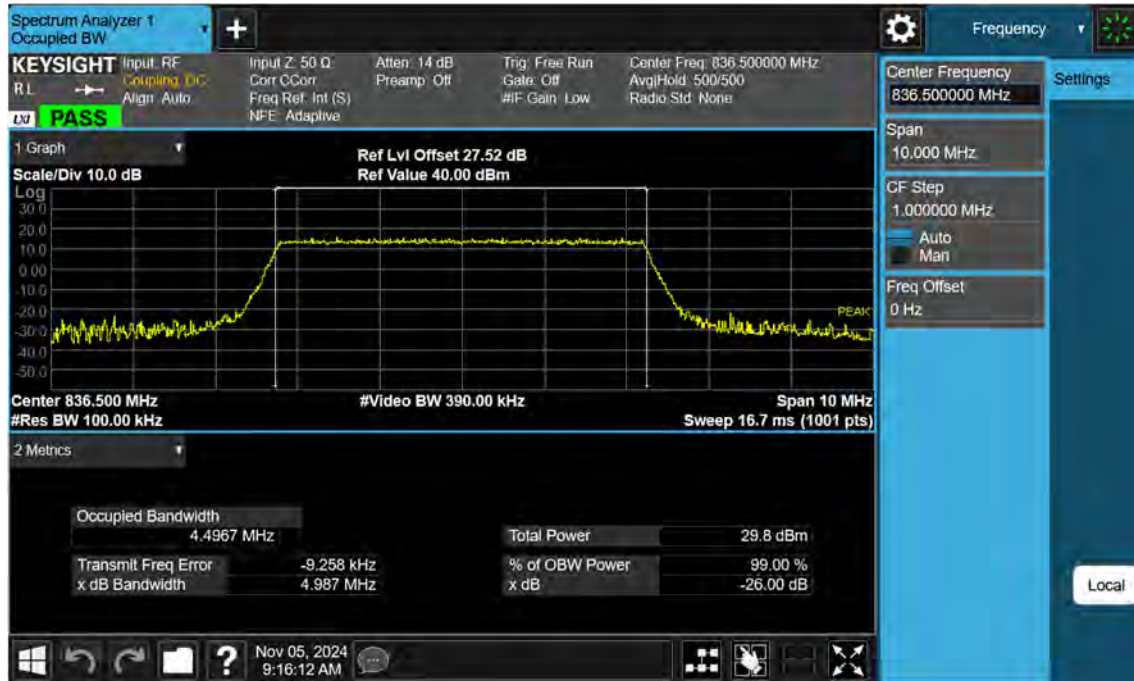 Spectrum Analyzer 1
Occupied BW
Frequency
KEYSIGHT
RL
LXI
PASS
Input: RF
Coupling: DC
Align: Auto
Input Z: 50 Ω
Corr CCorr
Freq Ref: Int (S)
NFE: Adaptive
Atten: 14 dB
Preamp: Off
Trig: Free Run
Gate: Off
#IF Gain: Low
Center Freq: 836.500000 MHz
Avg|Hold: 500/500
Radio Std: None
1 Graph
Scale/Div 10.0 dB
Ref Lvl Offset 27.52 dB
Ref Value 40.00 dBm
Log
30.0
20.0
10.0
0.00
-10.0
-20.0
-30.0
-40.0
-50.0
PEAK
Center 836.500 MHz
#Video BW 390.00 kHz
Span 10 MHz
#Res BW 100.00 kHz
Sweep 16.7 ms (1001 pts)
2 Metrics
Occupied Bandwidth
4.4967 MHz
Total Power 29.8 dBm
Transmit Freq Error -9.258 kHz
% of OBW Power 99.00 %
x dB Bandwidth 4.987 MHz
x dB -26.00 dB
Center Frequency
836.500000 MHz
Settings
Span
10.000 MHz
CF Step
1.000000 MHz
Auto
Man
Freq Offset
0 Hz
Local
?
Nov 05, 2024
9:16:12 AM